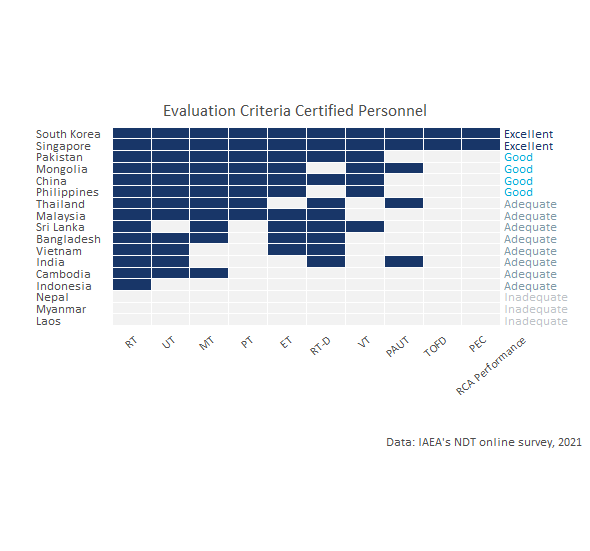 Evaluation Criteria Certified Personnel
South Korea Excellent
Singapore Excellent
Pakistan Good
Mongolia Good
China Good
Philippines Good
Thailand Adequate
Malaysia Adequate
Sri Lanka Adequate
Bangladesh Adequate
Vietnam Adequate
India Adequate
Cambodia Adequate
Indonesia Adequate
Nepal Inadequate
Myanmar Inadequate
Laos Inadequate
RT UT MT PT ET RT-D VT PAUT TOFD PEC RCA Performance
Data: IAEA's NDT online survey, 2021